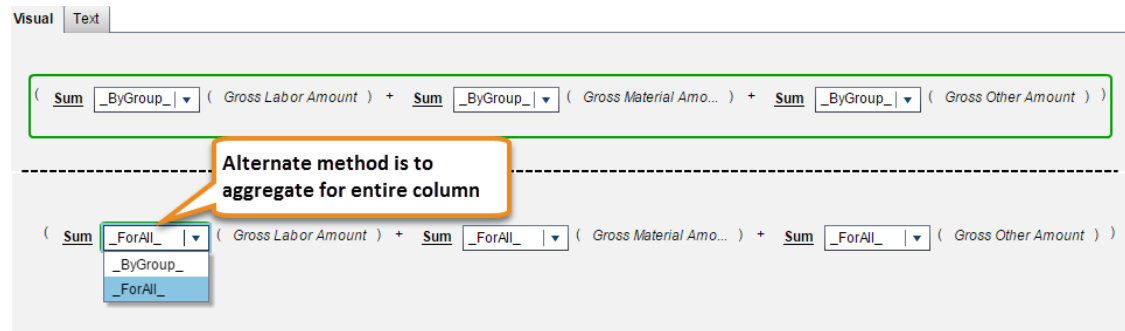 Visual Text
( Sum _ByGroup_ ( Gross Labor Amount ) + Sum _ByGroup_ ( Gross Material Amo... ) + Sum _ByGroup_ ( Gross Other Amount ) )
Alternate method is to
aggregate for entire column
( Sum _ForAll_ ( Gross Labor Amount ) + Sum _ForAll_ ( Gross Material Amo... ) + Sum _ForAll_ ( Gross Other Amount ) )
_ByGroup_
_ForAll_